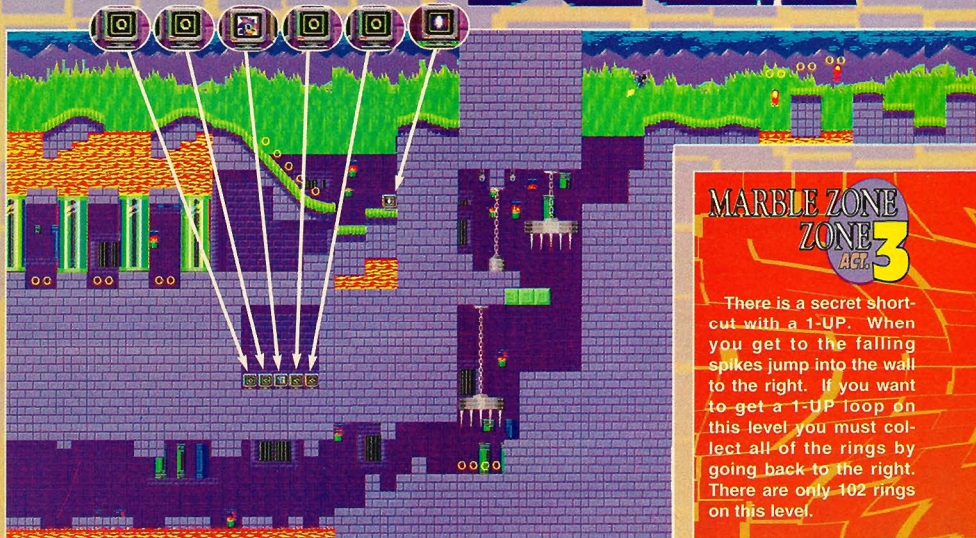 MARBLE ZONE
ZONE
ACT. 3
There is a secret short-
cut with a 1-UP. When
you get to the falling
spikes jump into the wall
to the right. If you want
to get a 1-UP loop on
this level you must col-
lect all of the rings by
going back to the right.
There are only 102 rings
on this level.